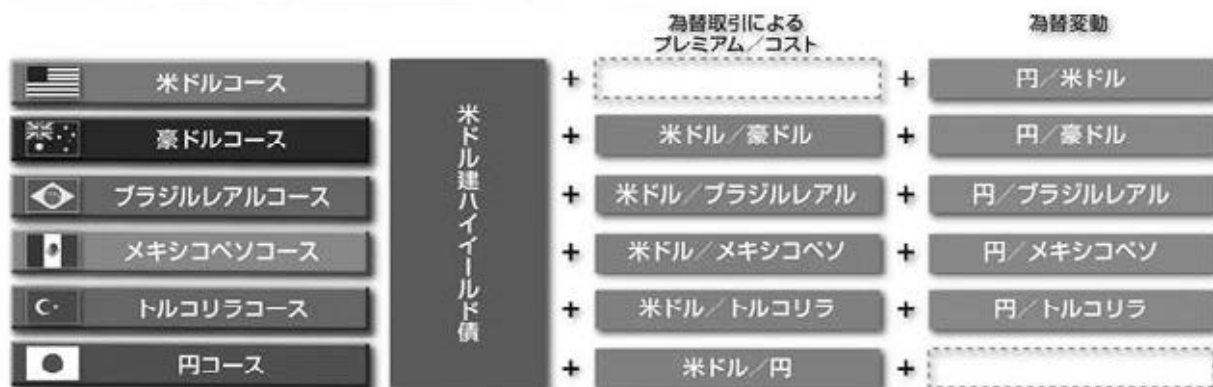 為替取引による
プレミアム／コスト
為替変動
米ドルコース
+
+
円／米ドル
豪ドルコース
+
米ドル／豪ドル
+
円／豪ドル
ブラジルレアルコース
+
米ドル／ブラジルレアル
+
円／ブラジルレアル
メキシコペソコース
+
米ドル／メキシコペソ
+
円／メキシコペソ
トルコリラコース
+
米ドル／トルコリラ
+
円／トルコリラ
円コース
+
米ドル／円
+
米ドル建ハイイールド債